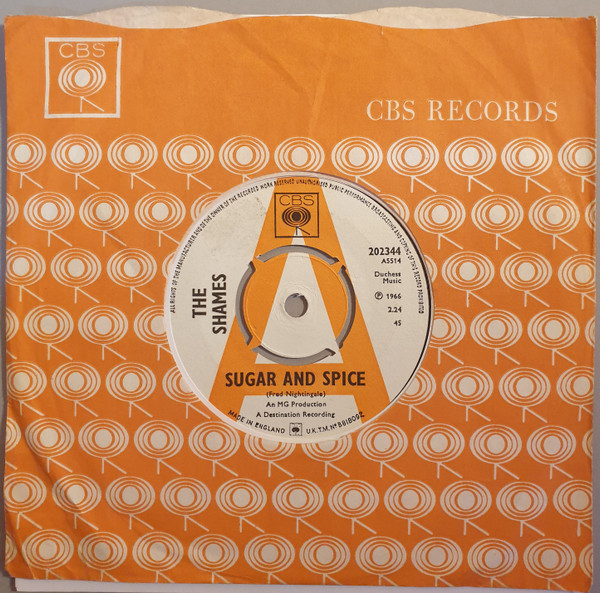 CBS
CBS RECORDS
ALL RIGHTS OF THE MANUFACTURER AND OF THE OWNER OF THE RECORDED WORK RESERVED UNAUTHORISED PUBLIC PERFORMANCE BROADCASTING AND COPYING OF THIS RECORD PROHIBITED
CBS
202344
A5514
Duchess
Music
℗ 1966
2.24
45
THE
SHAMES
SUGAR AND SPICE
(Fred Nightingale)
An MG Production
A Destination Recording
MADE IN ENGLAND U.K.T.M. Nº 881809Z